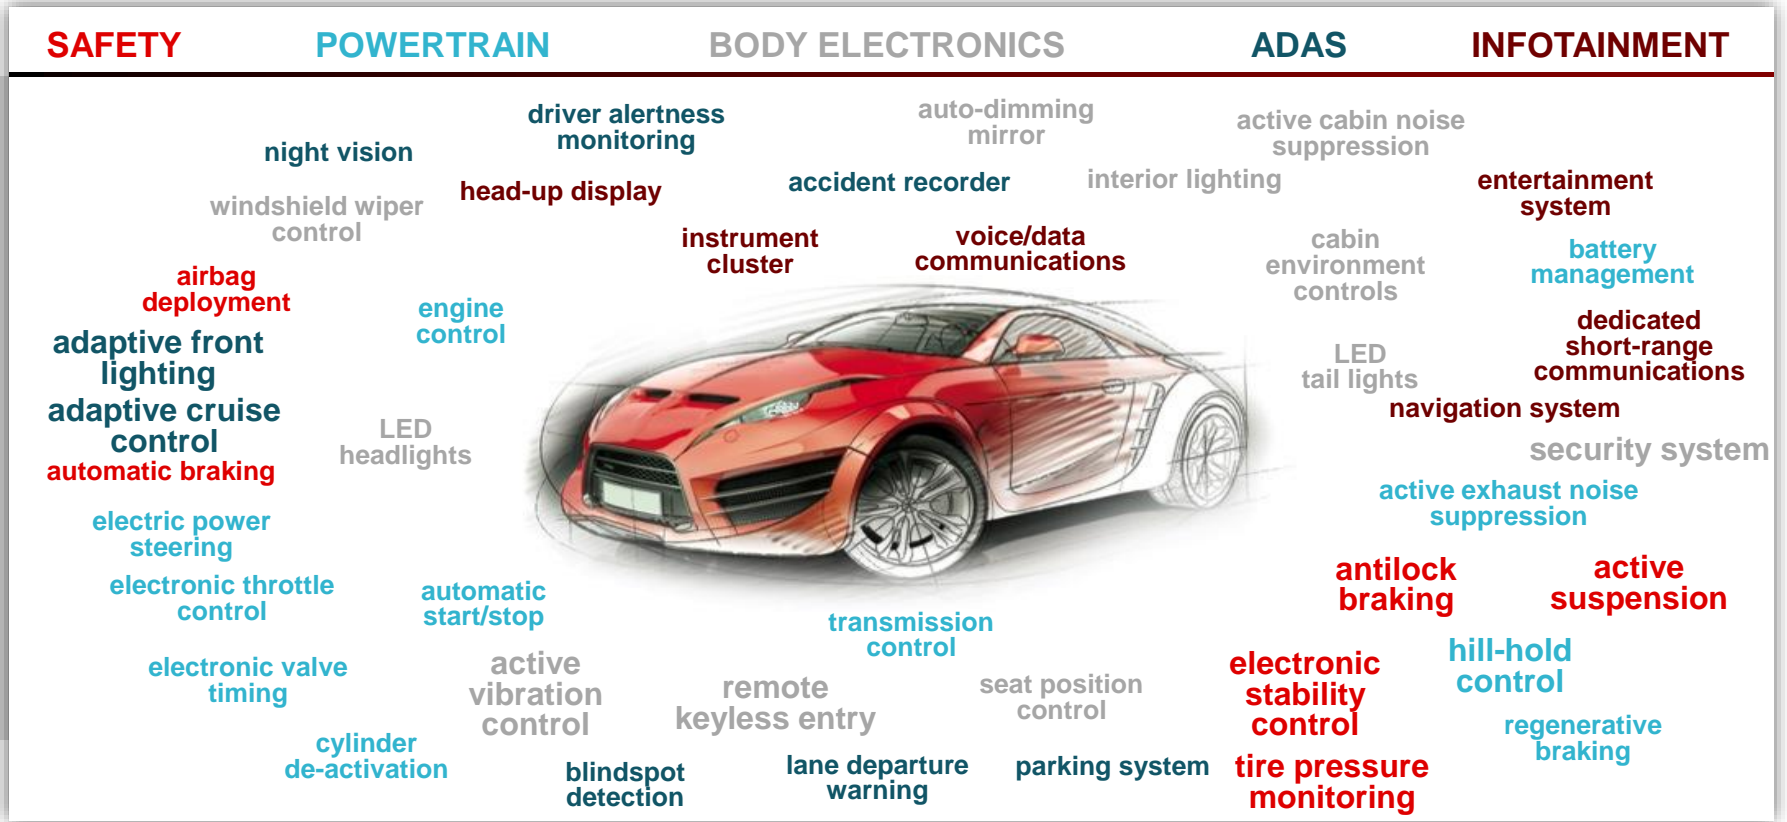 SAFETY
POWERTRAIN
BODY ELECTRONICS
ADAS
INFOTAINMENT
driver alertness
monitoring
auto-dimming
mirror
active cabin noise
suppression
night vision
head-up display
accident recorder
interior lighting
entertainment
system
windshield wiper
control
instrument
cluster
voice/data
communications
cabin
environment
controls
battery
management
airbag
deployment
engine
control
dedicated
short-range
communications
adaptive front
lighting
LED
tail lights
adaptive cruise
control
navigation system
LED
headlights
security system
automatic braking
active exhaust noise
suppression
electric power
steering
antilock
braking
active
suspension
electronic throttle
control
automatic
start/stop
transmission
control
electronic valve
timing
active
vibration
control
remote
keyless entry
seat position
control
electronic
stability
control
hill-hold
control
regenerative
braking
cylinder
de-activation
blindspot
detection
lane departure
warning
parking system
tire pressure
monitoring